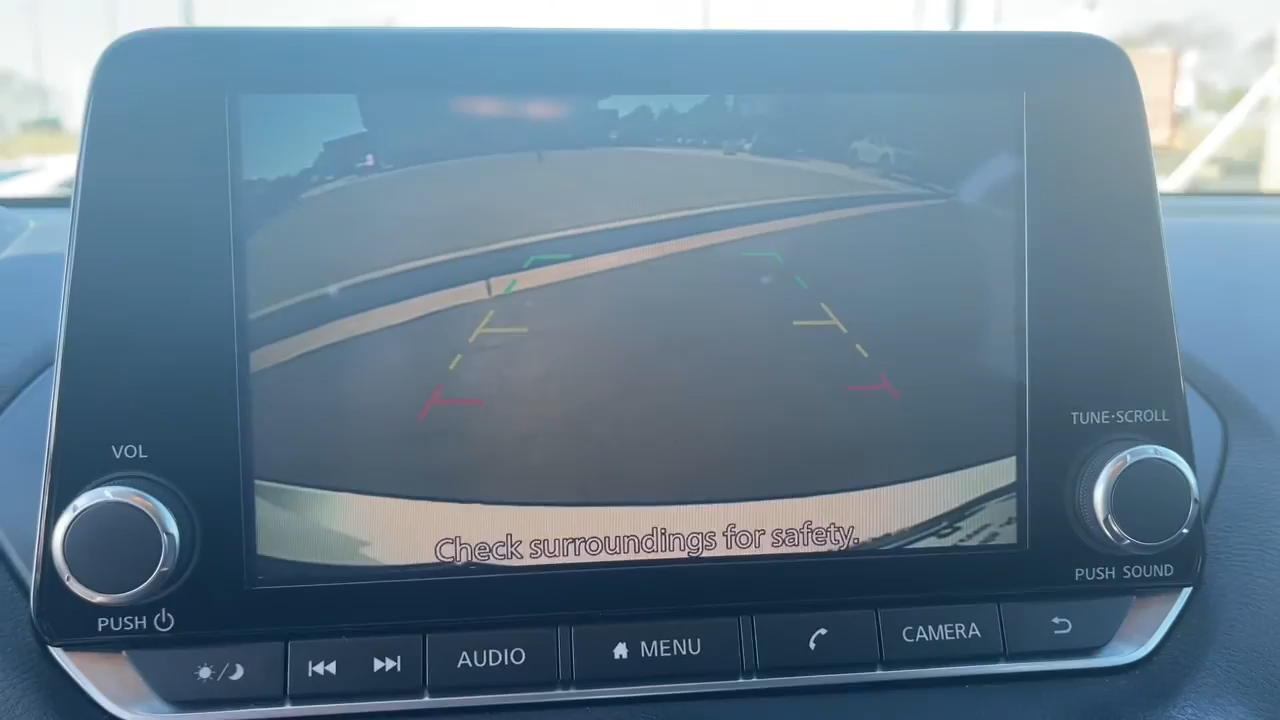 Check surroundings for safety.
VOL
PUSH
TUNE·SCROLL
PUSH SOUND
AUDIO
MENU
CAMERA